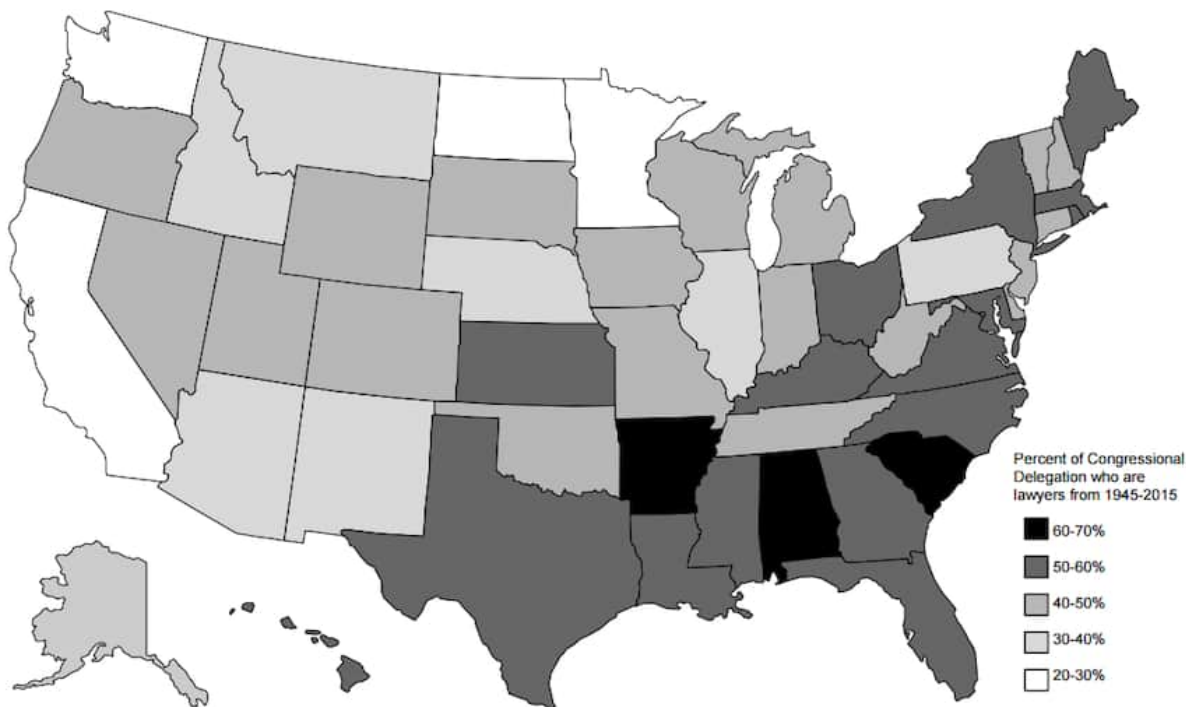 Percent of Congressional
Delegation who are
lawyers from 1945-2015
60-70%
50-60%
40-50%
30-40%
20-30%